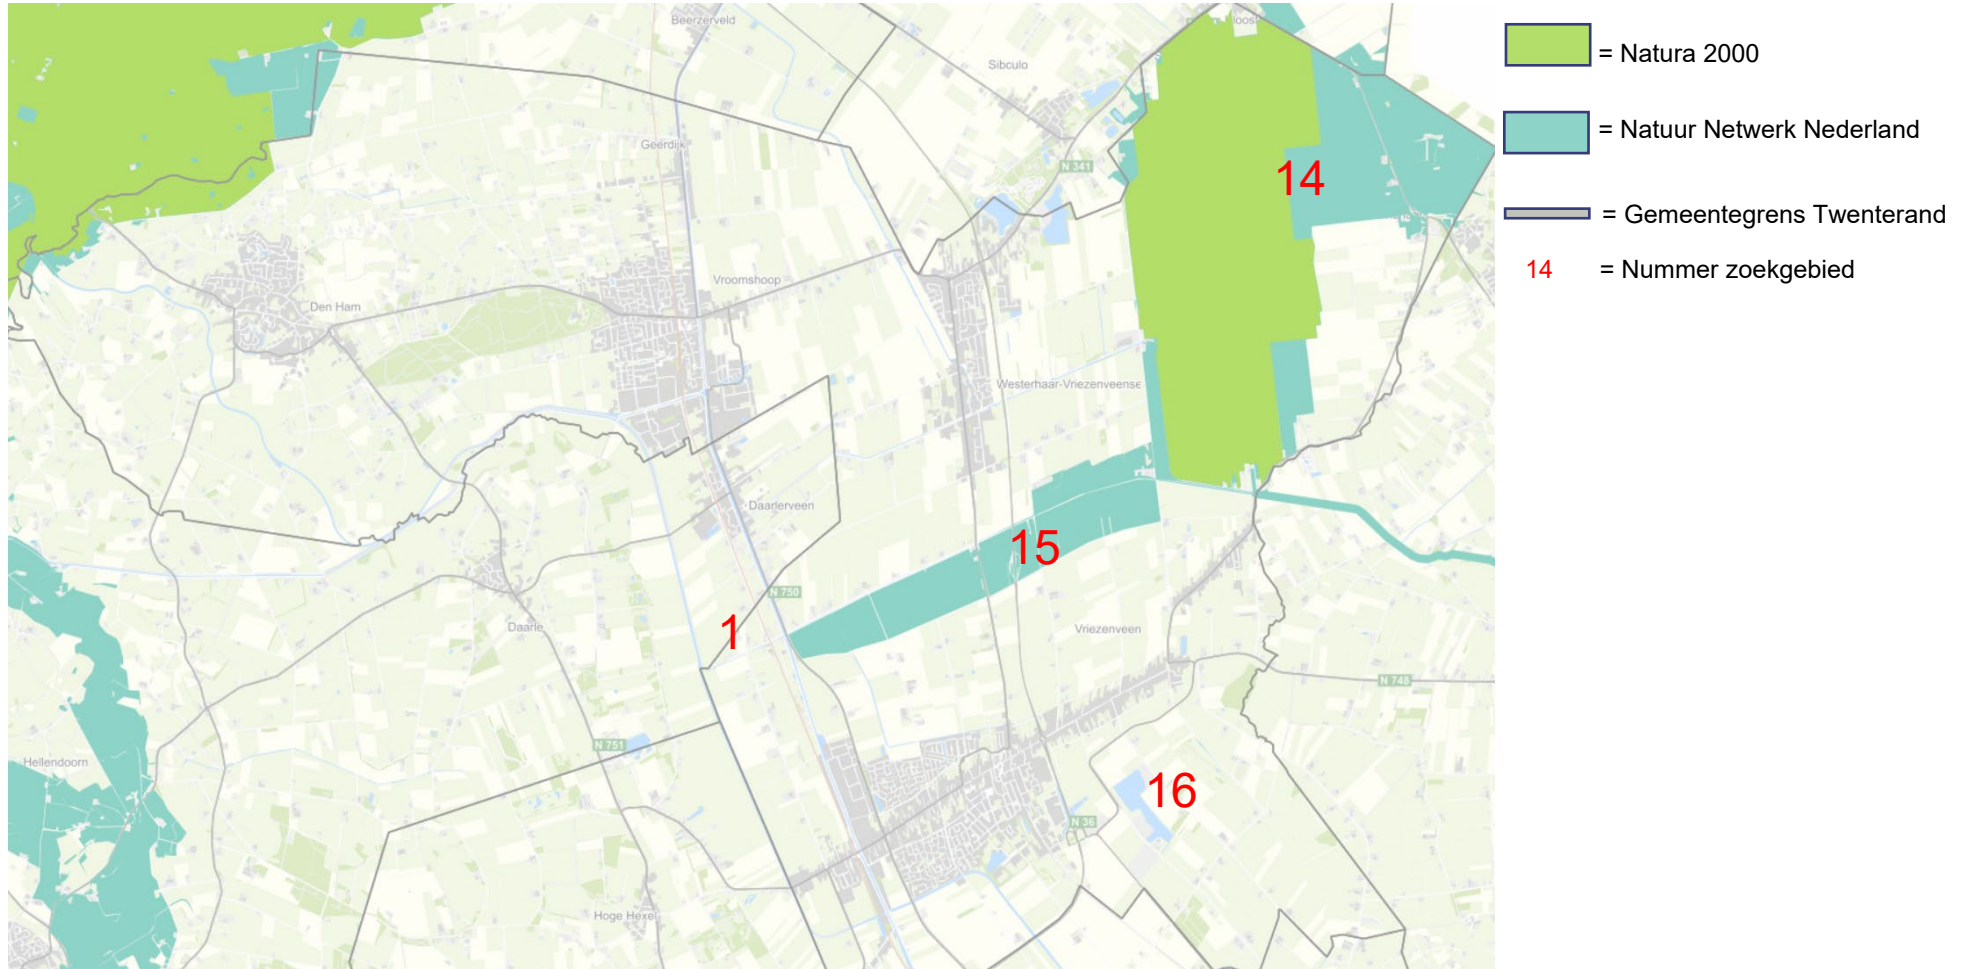 Beerzerveld
Sibculo
= Natura 2000
= Natuur Netwerk Nederland
Geerdijk
N 341
14
= Gemeentegrens Twenterand
14
= Nummer zoekgebied
Vroomshoop
Den Ham
Westerhaar-Vriezenveense
Daarlerveen
15
N 750
1
Daarle
Vriezenveen
N 748
N 751
Hellendoorn
16
N 36
Hoge Hexel